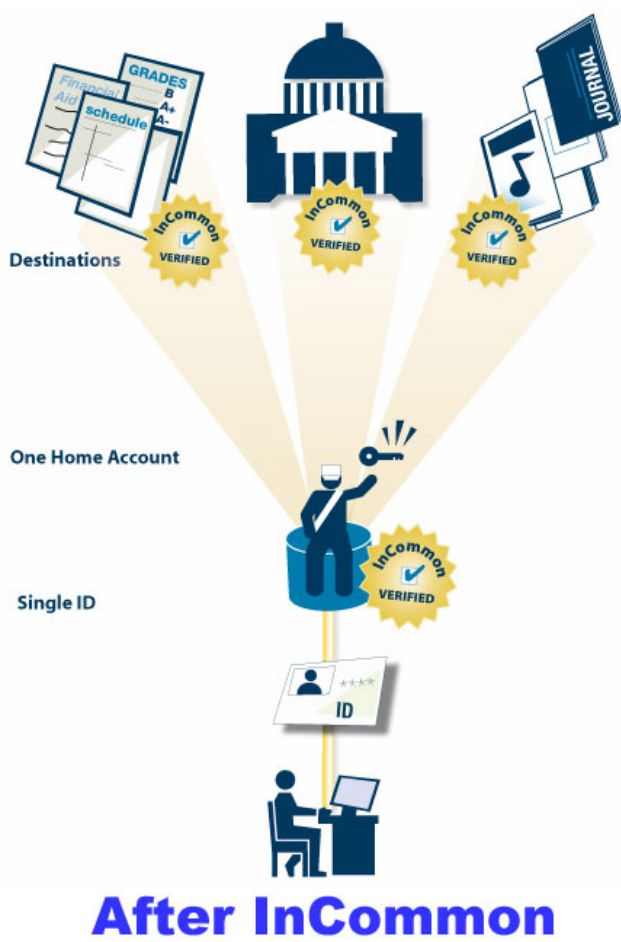 Financial
Aid
GRADES
B
A+
A-
schedule
JOURNAL
InCommon
VERIFIED
InCommon
VERIFIED
InCommon
VERIFIED
Destinations
One Home Account
InCommon
VERIFIED
Single ID
****
ID
After InCommon